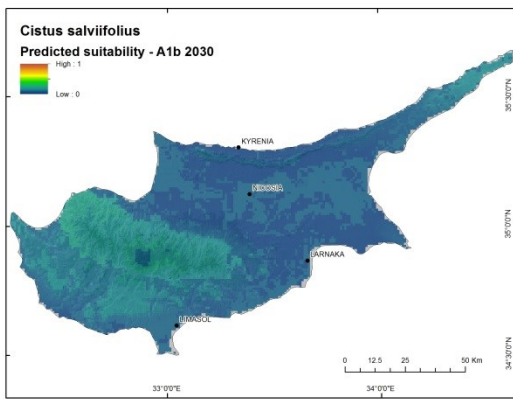 Cistus salviifolius
Predicted suitability - A1b 2030
High : 1
Low : 0
KYRENIA
NICOSIA
LARNAKA
LIMASOL
35°30'0"E
35°0'0"E
34°30'0"E
0 12.5 25 50 Km
33°0'0"E 34°0'0"E